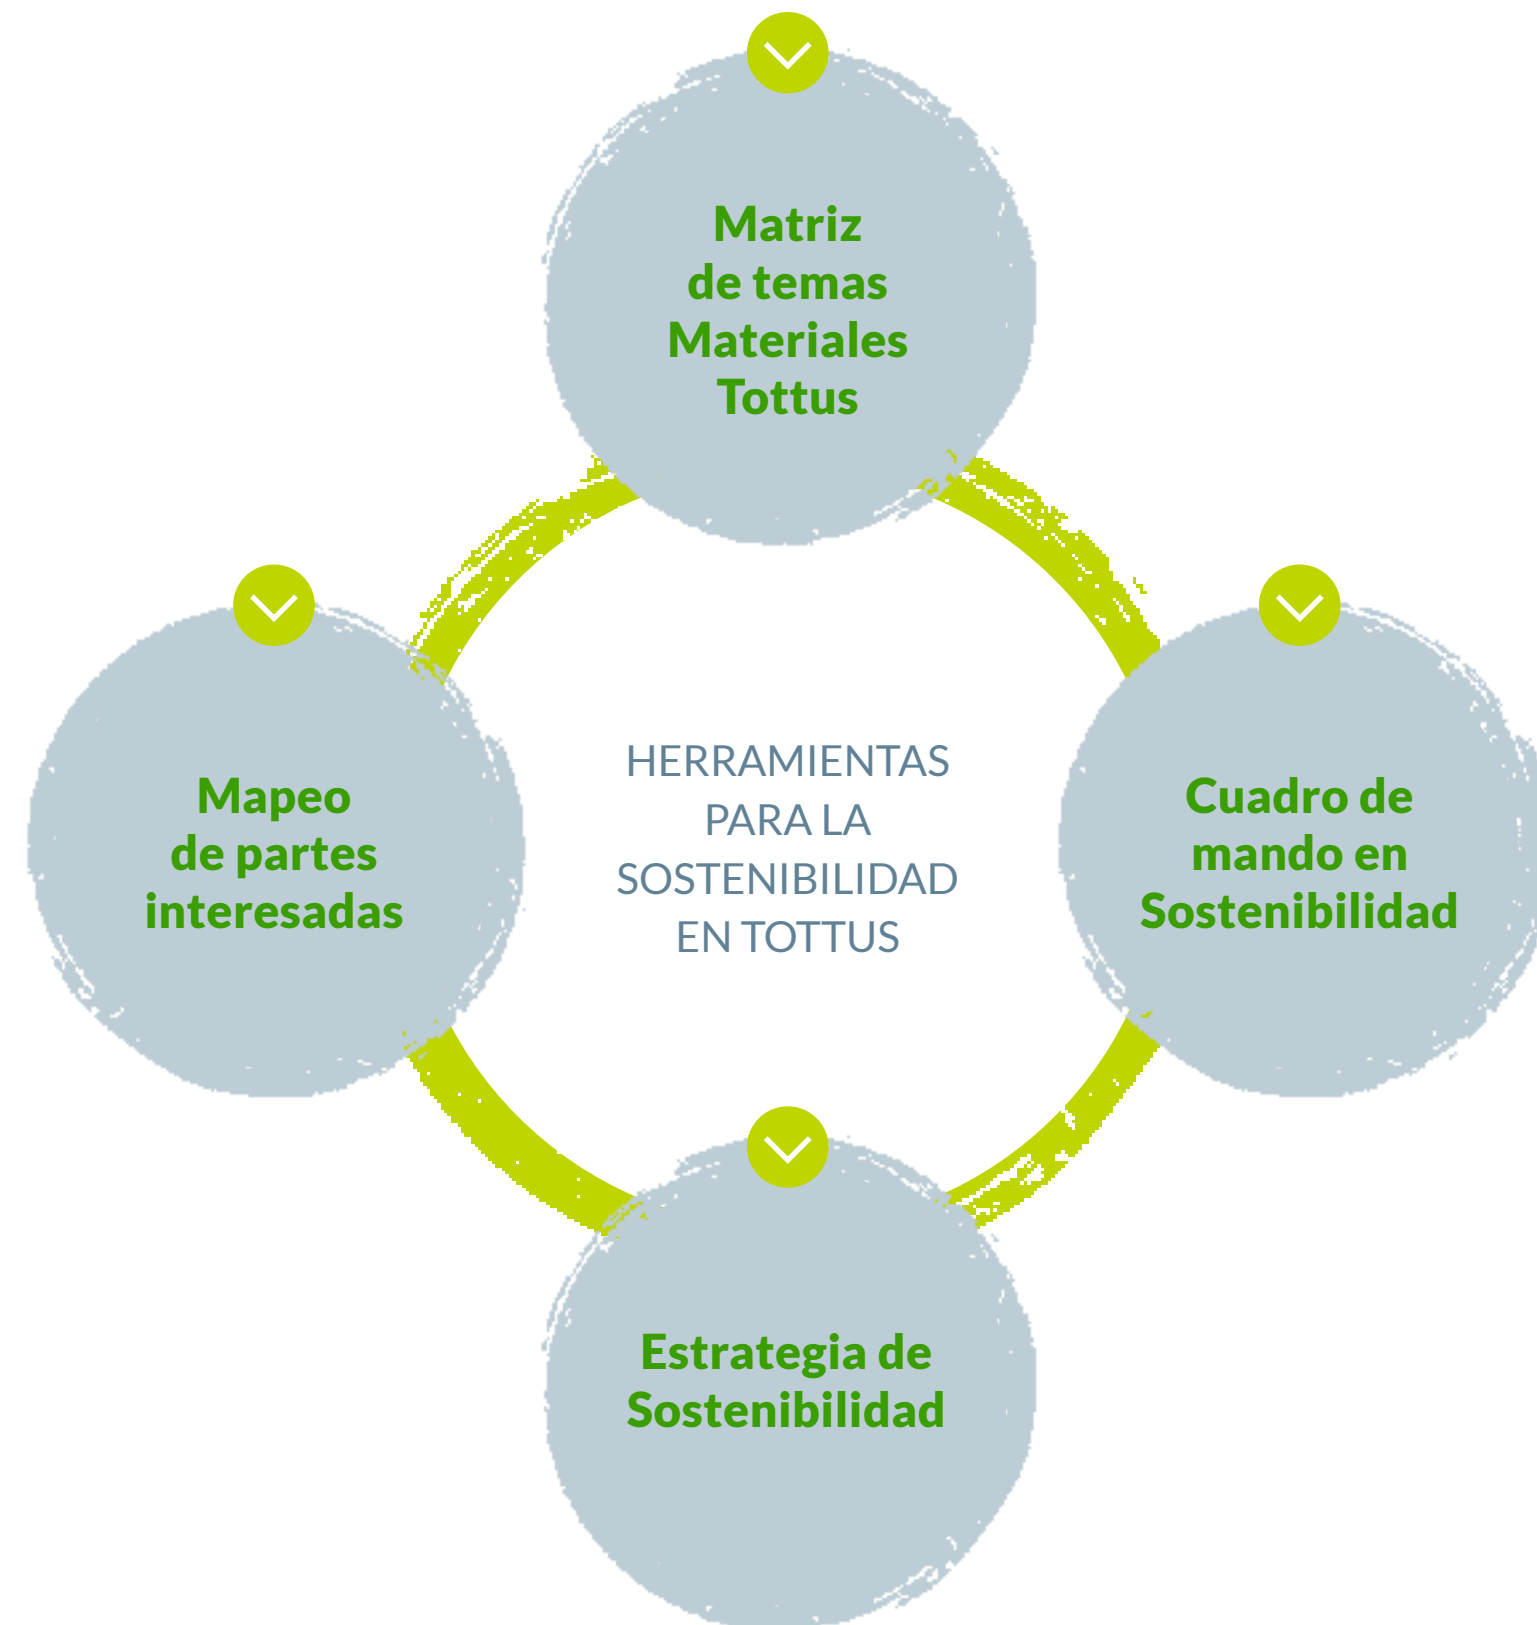 Matriz
de temas
Materiales
Tottus
Mapeo
de partes
interesadas
HERRAMIENTAS
PARA LA
SOSTENIBILIDAD
EN TOTTUS
Cuadro de
mando en
Sostenibilidad
Estrategia de
Sostenibilidad